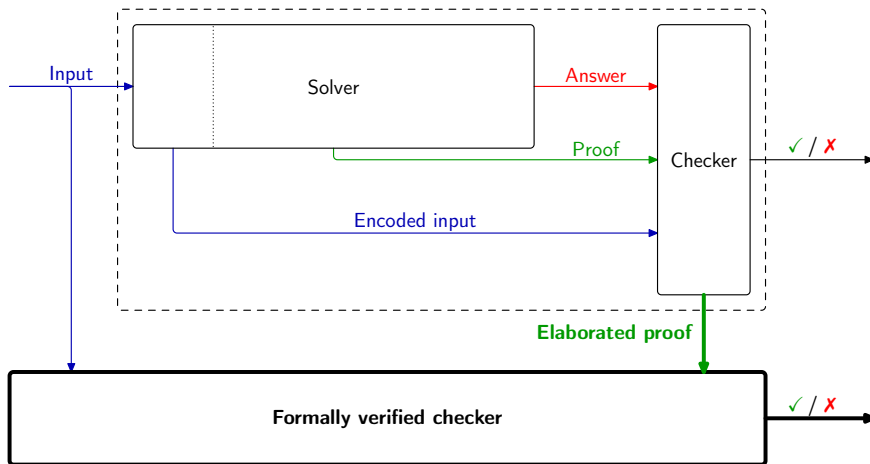 Input
Solver
Answer
Proof
Checker
✓ / ✗
Encoded input
Elaborated proof
Formally verified checker
✓ / ✗